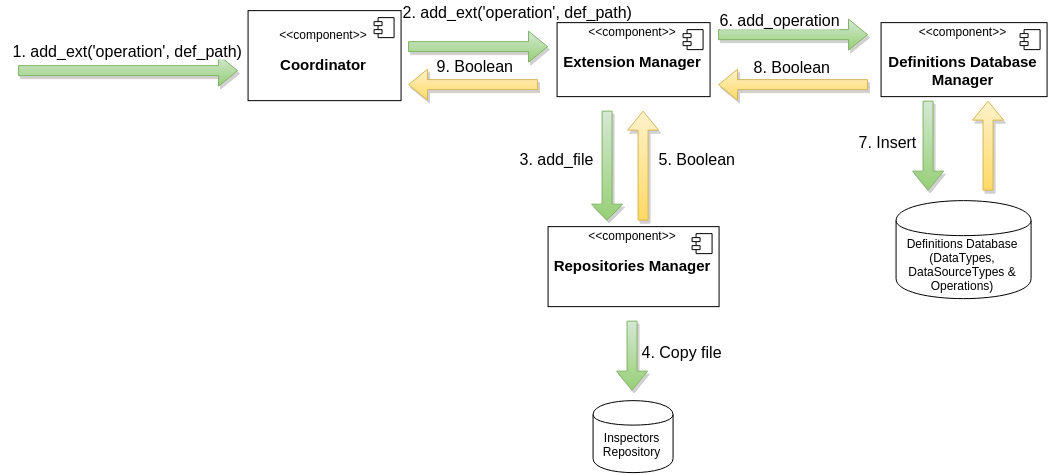 1. add_ext('operation', def_path)
<<component>>
Coordinator
2. add_ext('operation', def_path)
9. Boolean
<<component>>
Extension Manager
6. add_operation
8. Boolean
<<component>>
Definitions Database
Manager
3. add_file
5. Boolean
7. Insert
<<component>>
Repositories Manager
Definitions Database
(DataTypes,
DataSourceTypes &
Operations)
4. Copy file
Inspectors
Repository